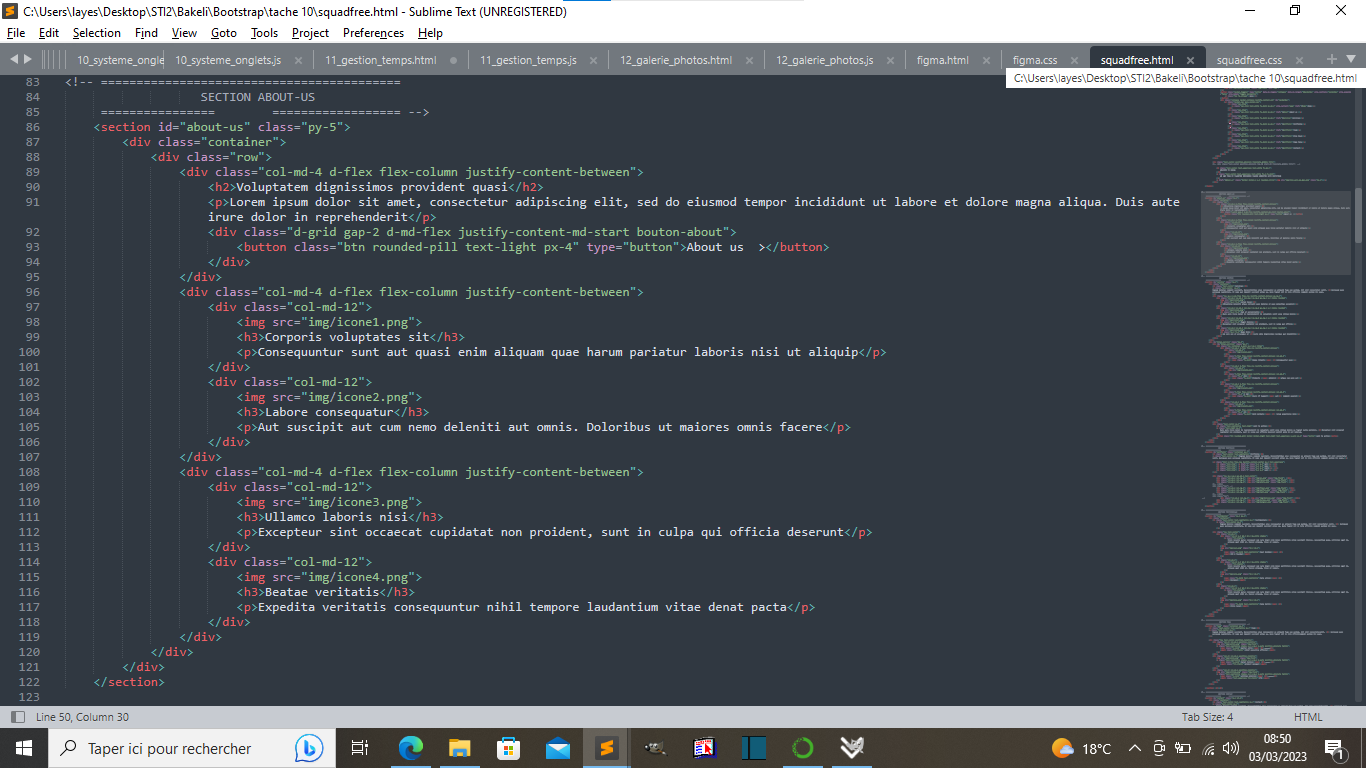 C:\Users\layes\Desktop\STI2\Bakeli\Bootstrap\tache 10\squadfree.html - Sublime Text (UNREGISTERED)
File Edit Selection Find View Goto Tools Project Preferences Help
10_systeme_ongle 10_systeme_onglets.js 11_gestion_temps.html 11_gestion_temps.js 12_galerie_photos.html 12_galerie_photos.js figma.html figma.css squadfree.html squadfree.css
C:\Users\layes\Desktop\STI2\Bakeli\Bootstrap\tache 10\squadfree.html
83 <!-- ==========================================
84 SECTION ABOUT-US
85 ================ ================== -->
86 <section id="about-us" class="py-5">
87 <div class="container">
88 <div class="row">
89 <div class="col-md-4 d-flex flex-column justify-content-between">
90 <h2>Voluptatem dignissimos provident quasi</h2>
91 <p>Lorem ipsum dolor sit amet, consectetur adipiscing elit, sed do eiusmod tempor incididunt ut labore et dolore magna aliqua. Duis aute
irure dolor in reprehenderit</p>
92 <div class="d-grid gap-2 d-md-flex justify-content-md-start bouton-about">
93 <button class="btn rounded-pill text-light px-4" type="button">About us  ></button>
94 </div>
95 </div>
96 <div class="col-md-4 d-flex flex-column justify-content-between">
97 <div class="col-md-12">
98 <img src="img/icone1.png">
99 <h3>Corporis voluptates sit</h3>
100 <p>Consequuntur sunt aut quasi enim aliquam quae harum pariatur laboris nisi ut aliquip</p>
101 </div>
102 <div class="col-md-12">
103 <img src="img/icone2.png">
104 <h3>Labore consequatur</h3>
105 <p>Aut suscipit aut cum nemo deleniti aut omnis. Doloribus ut maiores omnis facere</p>
106 </div>
107 </div>
108 <div class="col-md-4 d-flex flex-column justify-content-between">
109 <div class="col-md-12">
110 <img src="img/icone3.png">
111 <h3>Ullamco laboris nisi</h3>
112 <p>Excepteur sint occaecat cupidatat non proident, sunt in culpa qui officia deserunt</p>
113 </div>
114 <div class="col-md-12">
115 <img src="img/icone4.png">
116 <h3>Beatae veritatis</h3>
117 <p>Expedita veritatis consequuntur nihil tempore laudantium vitae denat pacta</p>
118 </div>
119 </div>
120 </div>
121 </div>
122 </section>
123
Line 50, Column 30 Tab Size: 4 HTML
Taper ici pour rechercher 18°C 08:50
03/03/2023 1